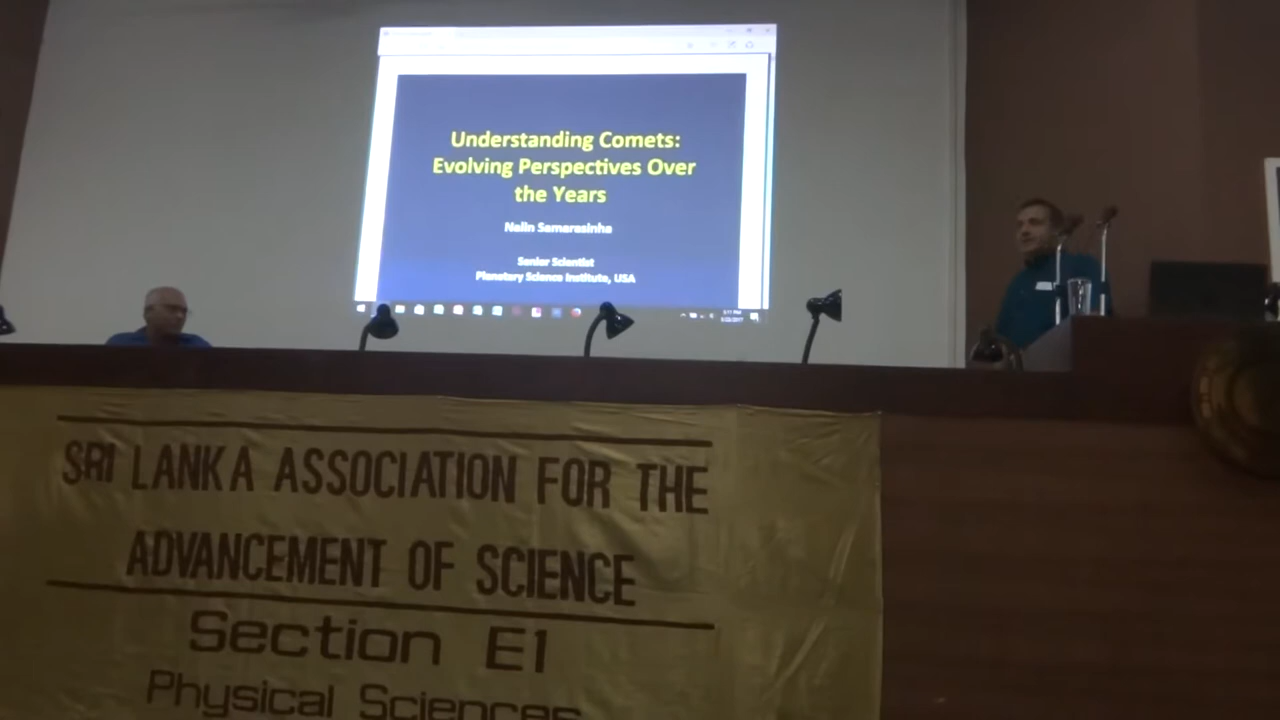 Understanding Comets:
Evolving Perspectives Over
the Years
Nalin Samarasinha
Senior Scientist
Planetary Science Institute, USA
SRI LANKA ASSOCIATION FOR THE
ADVANCEMENT OF SCIENCE
Section E1
Physical Sciences